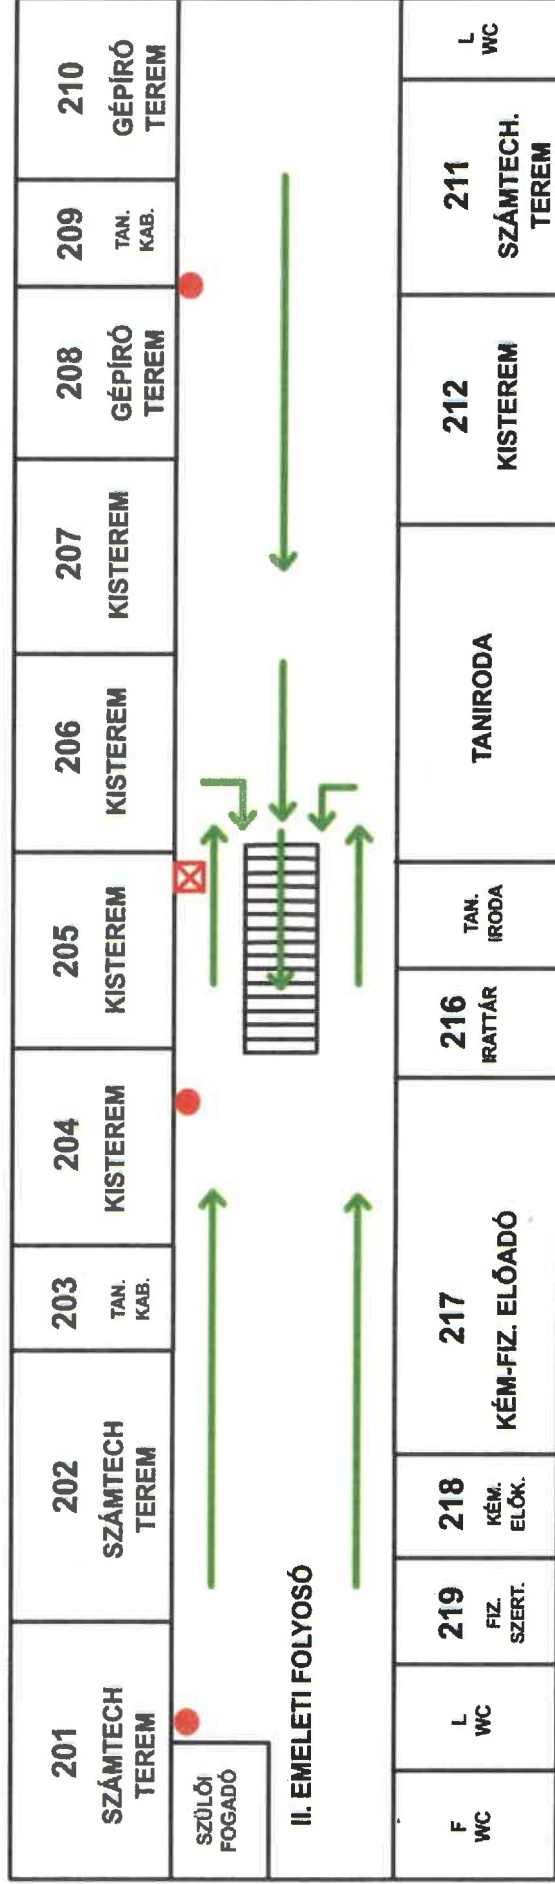 201
SZÁMTECH
TEREM
202
SZÁMTECH
TEREM
203
TAN.
KAB.
204
KISTEREM
205
KISTEREM
206
KISTEREM
207
KISTEREM
208
GÉPÍRÓ
TEREM
209
TAN.
KAB.
210
GÉPÍRÓ
TEREM
SZÜLŐI
FOGADÓ
II. EMELETI FOLYOSÓ
F
WC
L
WC
219
FIZ.
SZERT.
218
KÉM.
ELŐK.
217
KÉM-FIZ. ELŐADÓ
216
IRATTÁR
TAN.
IRODA
TANIRODA
212
KISTEREM
211
SZÁMTECH.
TEREM
L
WC